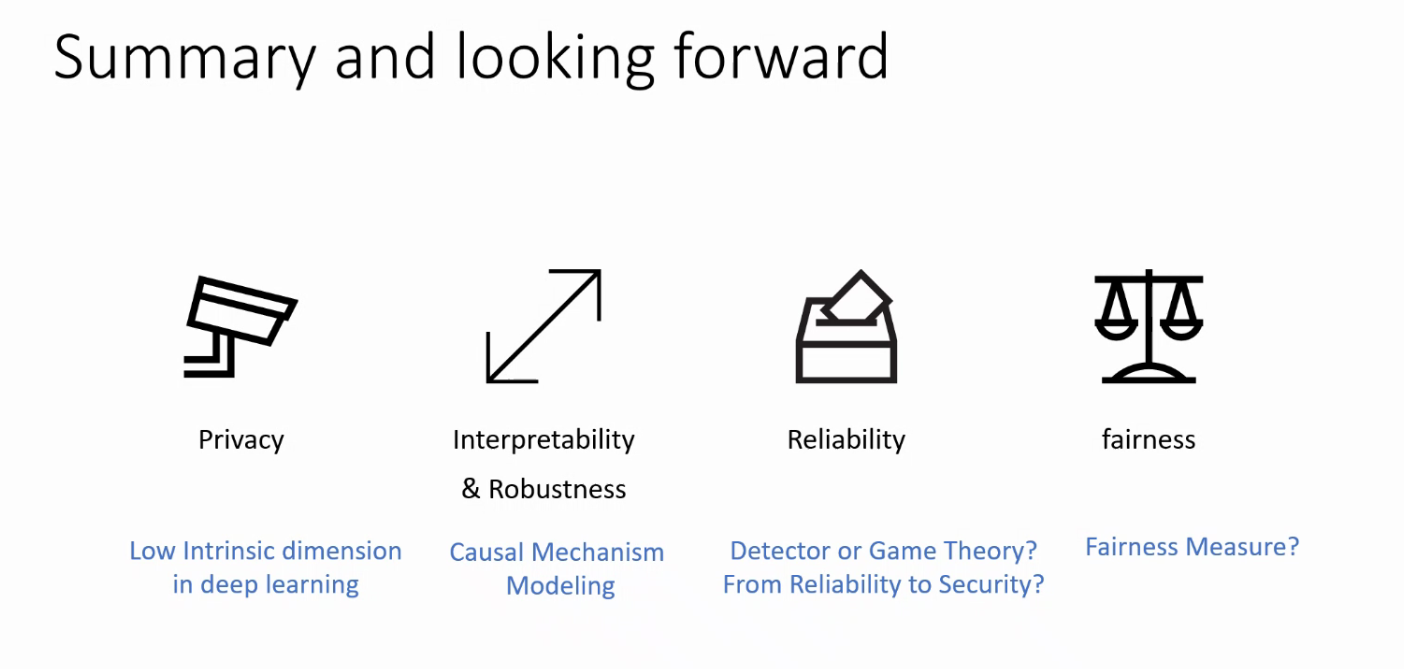 Summary and looking forward
Privacy
Interpretability
& Robustness
Reliability
fairness
Low Intrinsic dimension
in deep learning
Causal Mechanism
Modeling
Detector or Game Theory?
From Reliability to Security?
Fairness Measure?